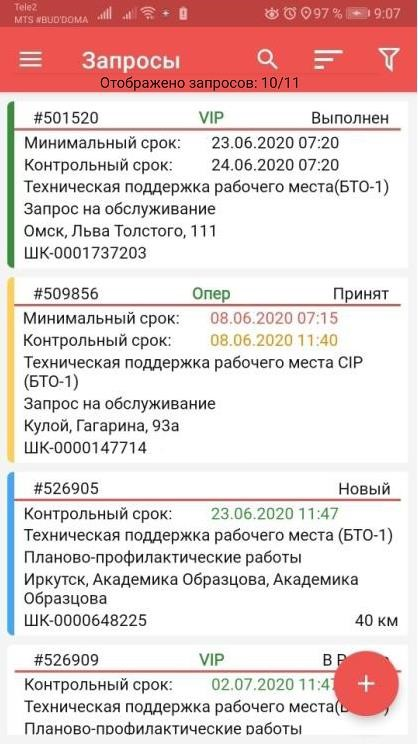 Tele2
MTS #BUD'DOMA
97 %
9:07
Запросы
Отображено запросов: 10/11
#501520 VIP Выполнен
Минимальный срок: 23.06.2020 07:20
Контрольный срок: 24.06.2020 07:20
Техническая поддержка рабочего места(БТО-1)
Запрос на обслуживание
Омск, Льва Толстого, 111
ШК-0001737203
#509856 Опер Принят
Минимальный срок: 08.06.2020 07:15
Контрольный срок: 08.06.2020 11:40
Техническая поддержка рабочего места CIP
(БТО-1)
Запрос на обслуживание
Кулой, Гагарина, 93а
ШК-0000147714
#526905 Новый
Контрольный срок: 23.06.2020 11:47
Техническая поддержка рабочего места (БТО-1)
Планово-профилактические работы
Иркутск, Академика Образцова, Академика
Образцова
ШК-0000648225 40 км
#526909 VIP В
Контрольный срок: 02.07.2020 11:47
Техническая поддержка рабочего места
Планово-профилактические работы